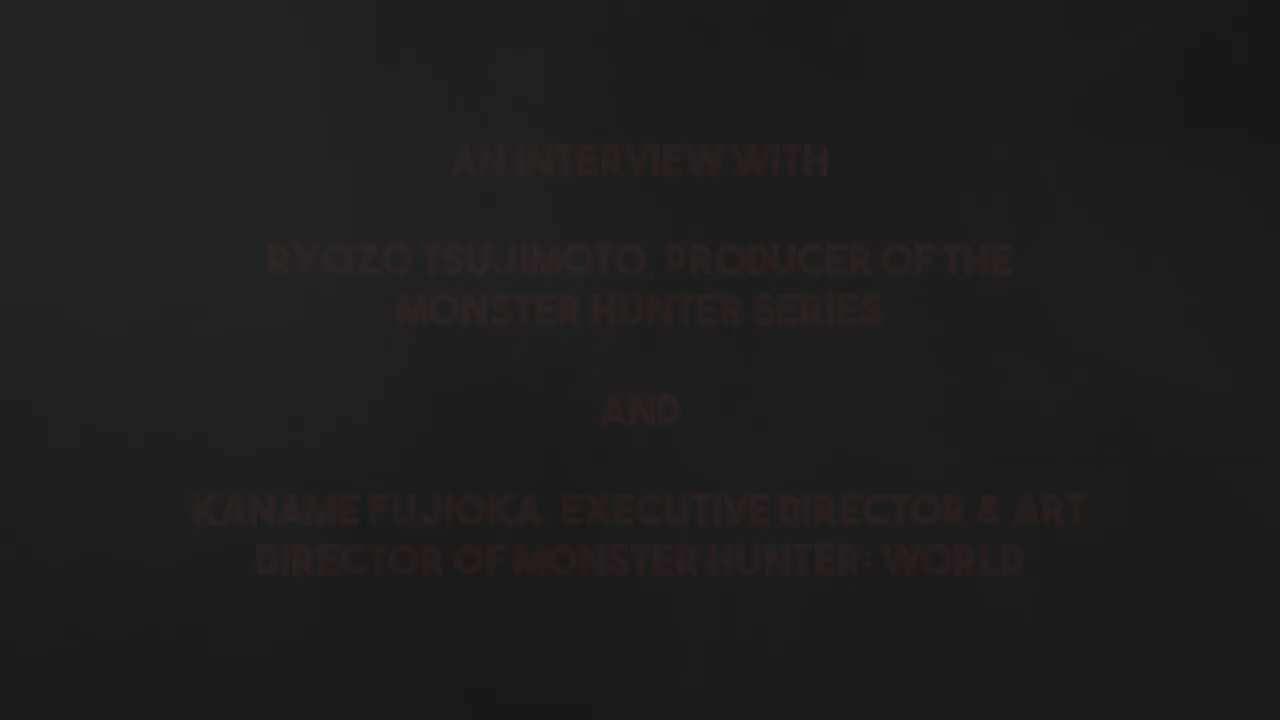 AN INTERVIEW WITH
RYOZO TSUJIMOTO, PRODUCER OF THE
MONSTER HUNTER SERIES
AND
KANAME FUJIOKA, EXECUTIVE DIRECTOR & ART
DIRECTOR OF MONSTER HUNTER: WORLD